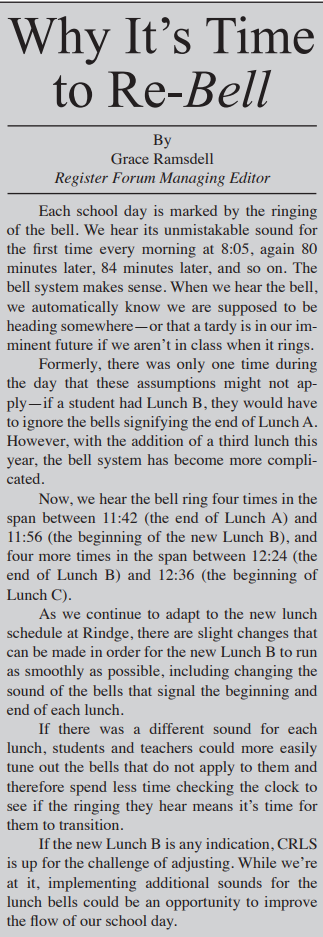 Why It's Time
to Re-Bell
By
Grace Ramsdell
Register Forum Managing Editor
Each school day is marked by the ringing
of the bell. We hear its unmistakable sound for
the first time every morning at 8:05, again 80
minutes later, 84 minutes later, and so on. The
bell system makes sense. When we hear the bell,
we automatically know we are supposed to be
heading somewhere—or that a tardy is in our im-
minent future if we aren't in class when it rings.
Formerly, there was only one time during
the day that these assumptions might not ap-
ply—if a student had Lunch B, they would have
to ignore the bells signifying the end of Lunch A.
However, with the addition of a third lunch this
year, the bell system has become more compli-
cated.
Now, we hear the bell ring four times in the
span between 11:42 (the end of Lunch A) and
11:56 (the beginning of the new Lunch B), and
four more times in the span between 12:24 (the
end of Lunch B) and 12:36 (the beginning of
Lunch C).
As we continue to adapt to the new lunch
schedule at Rindge, there are slight changes that
can be made in order for the new Lunch B to run
as smoothly as possible, including changing the
sound of the bells that signal the beginning and
end of each lunch.
If there was a different sound for each
lunch, students and teachers could more easily
tune out the bells that do not apply to them and
therefore spend less time checking the clock to
see if the ringing they hear means it's time for
them to transition.
If the new Lunch B is any indication, CRLS
is up for the challenge of adjusting. While we're
at it, implementing additional sounds for the
lunch bells could be an opportunity to improve
the flow of our school day.